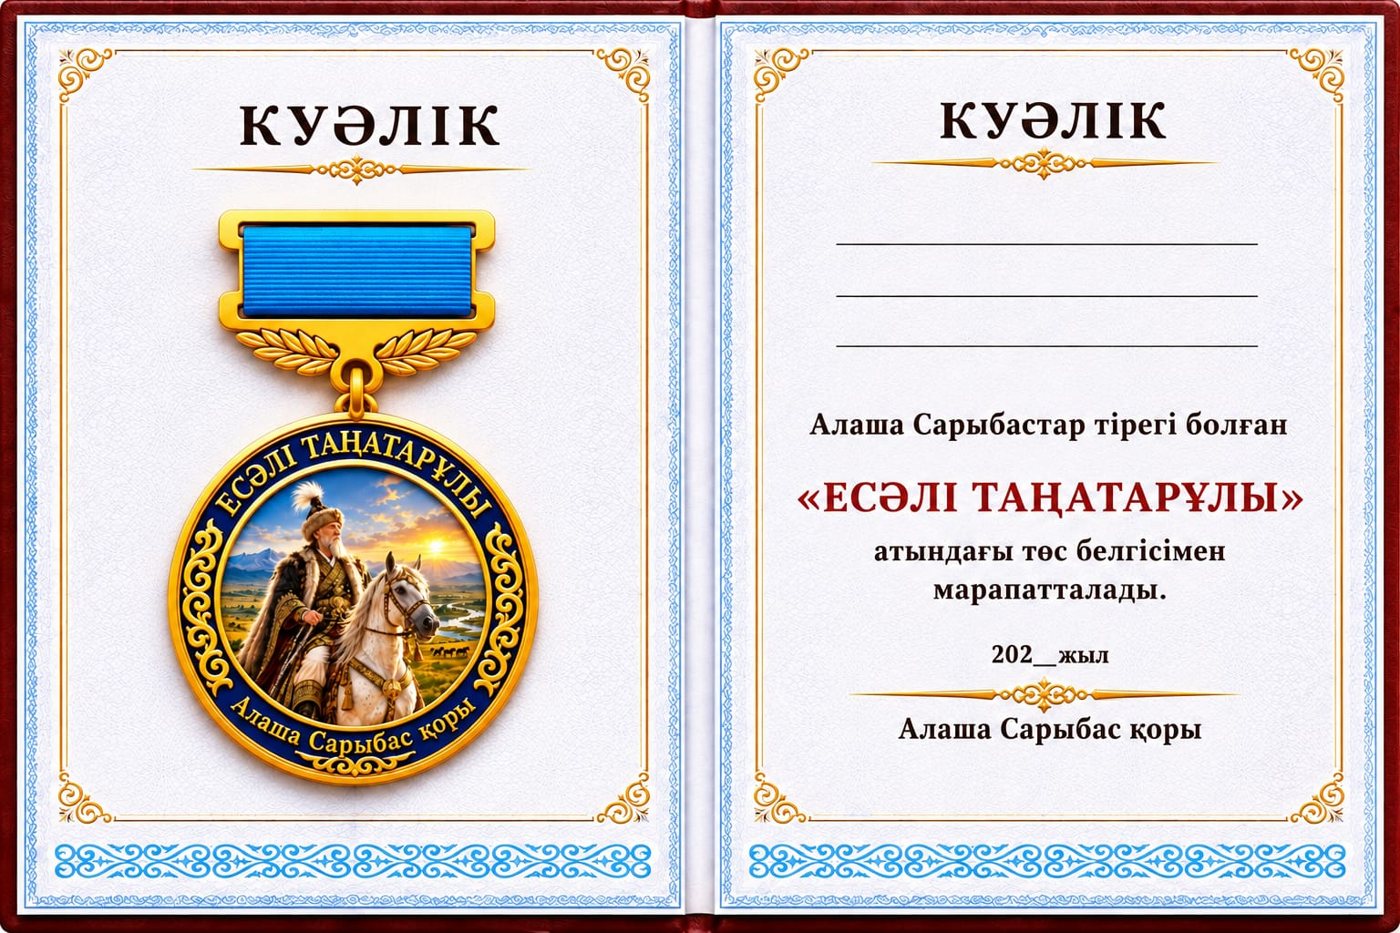 КУӘЛІК
ЕСӘЛІ ТАҢАТАРҰЛЫ
Алаша Сарыбас қоры
КУӘЛІК
Алаша Сарыбастар тірегі болған
«ЕСӘЛІ ТАҢАТАРҰЛЫ»
атындағы төс белгісімен
марапатталады.
202__жыл
Алаша Сарыбас қоры